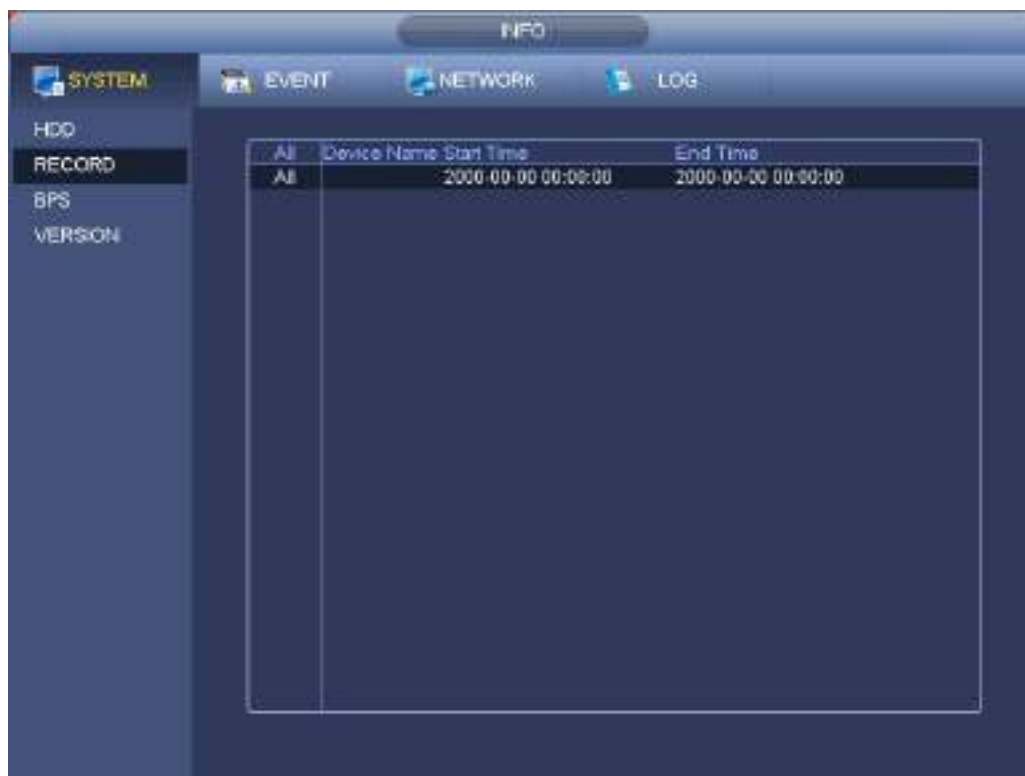 INFO
SYSTEM EVENT NETWORK LOG
HDD
RECORD
BPS
VERSION
All Device Name Start Time End Time
All 2000-00-00 00:00:00 2000-00-00 00:00:00